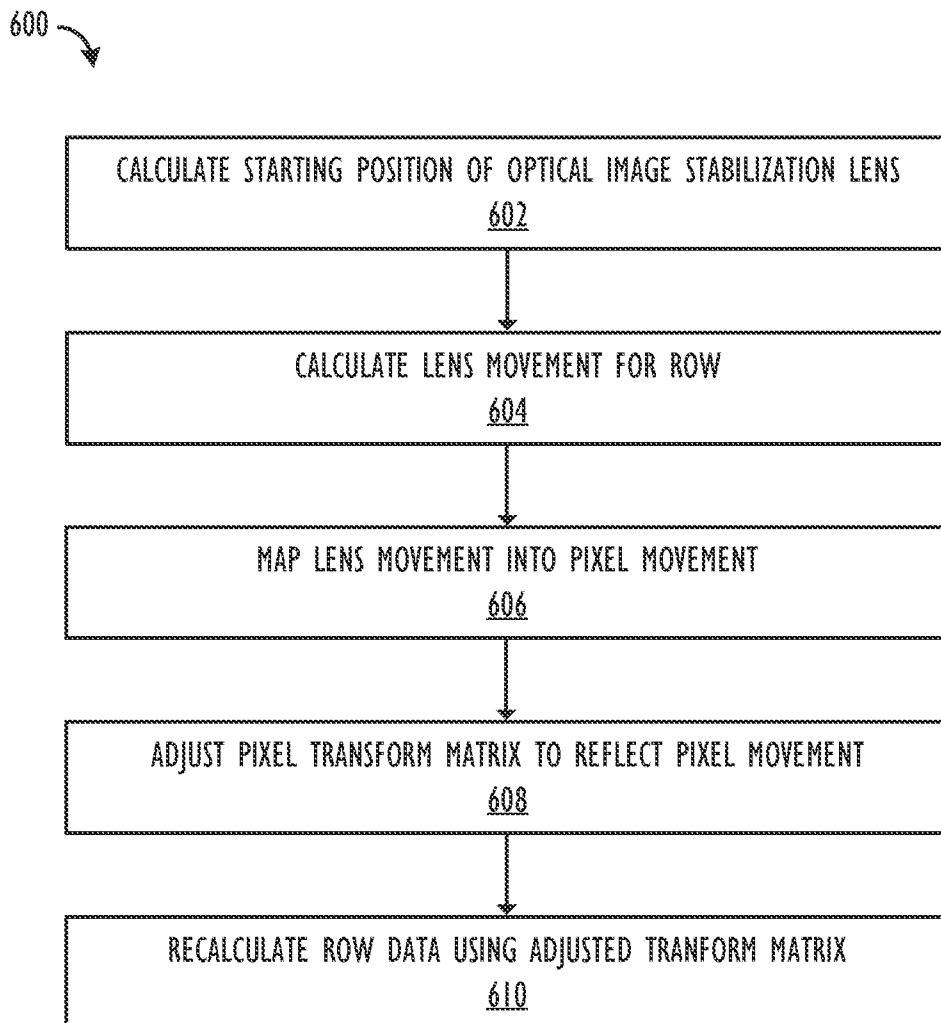 600
CALCULATE STARTING POSITION OF OPTICAL IMAGE STABILIZATION LENS
602
CALCULATE LENS MOVEMENT FOR ROW
604
MAP LENS MOVEMENT INTO PIXEL MOVEMENT
606
ADJUST PIXEL TRANSFORM MATRIX TO REFLECT PIXEL MOVEMENT
608
RECALCULATE ROW DATA USING ADJUSTED TRANFORM MATRIX
610